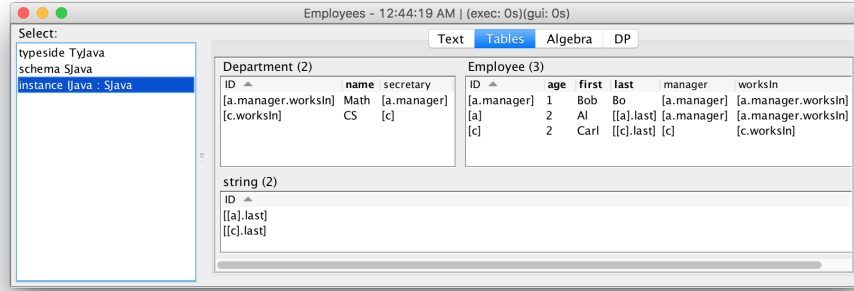 Employees - 12:44:19 AM | (exec: 0s)(gui: 0s)
Select:
typeside TyJava
schema SJava
instance IJava : SJava
Text Tables Algebra DP
Department (2)
ID name secretary
[a.manager.worksIn] Math [a.manager]
[c.worksIn] CS [c]
Employee (3)
ID age first last manager worksIn
[a.manager] 1 Bob Bo [a.manager] [a.manager.worksIn]
[a] 2 Al [[a].last] [a.manager] [a.manager.worksIn]
[c] 2 Carl [[c].last] [c] [c.worksIn]
string (2)
ID
[[a].last]
[[c].last]